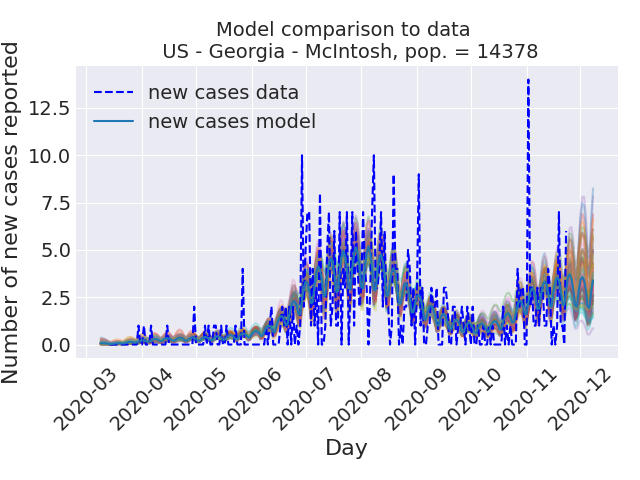 Model comparison to data
US - Georgia - McIntosh, pop. = 14378
Number of new cases reported
12.5
10.0
7.5
5.0
2.5
0.0
new cases data
new cases model
2020-03
2020-04
2020-05
2020-06
2020-07
2020-08
2020-09
2020-10
2020-11
2020-12
Day